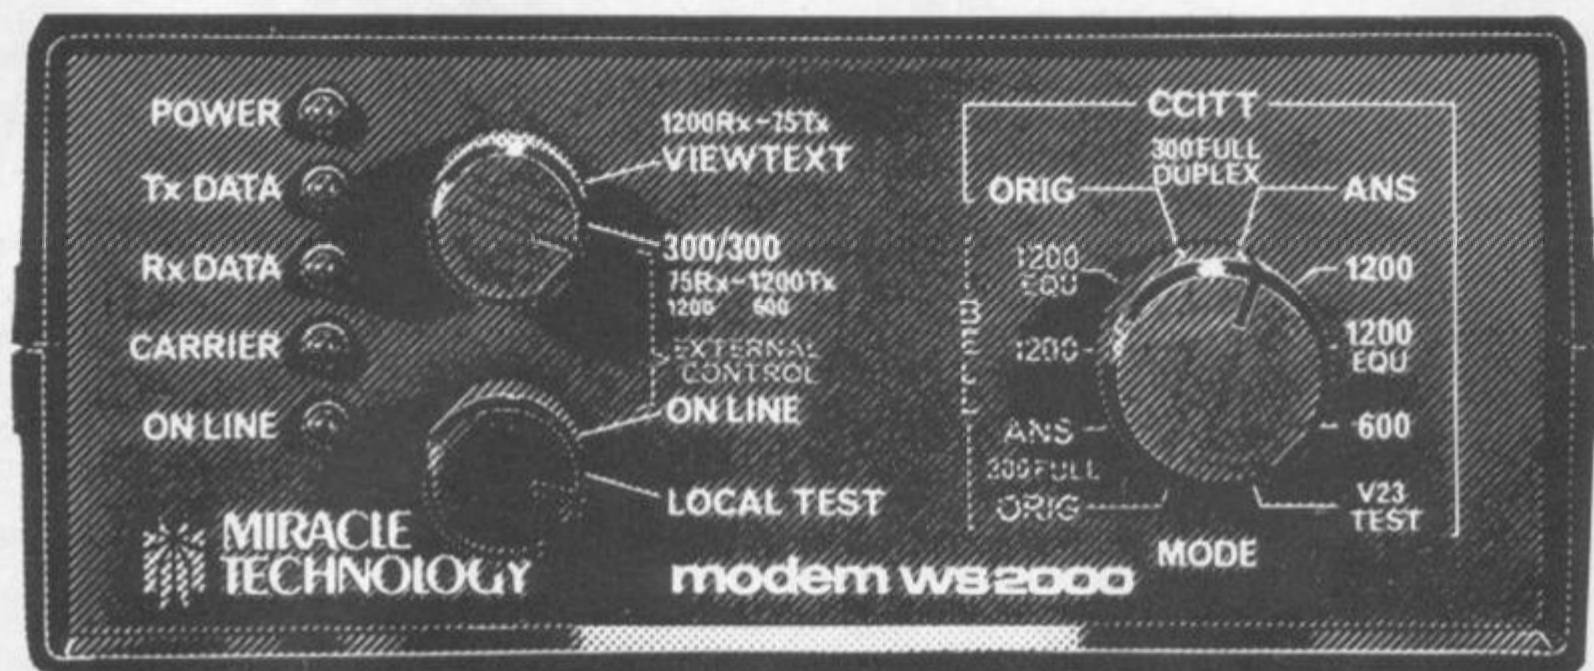 POWER
Tx DATA
Rx DATA
CARRIER
ON LINE
1200Rx-75Tx
VIEWTEXT
300/300
75Rx-1200Tx
1200 600
EXTERNAL
CONTROL
ON LINE
LOCAL TEST
MIRACLE
TECHNOLOGY
modem WS2000
CCITT
300 FULL
DUPLEX
ORIG
ANS
BELL
1200
EQU
1200
ANS
300 FULL
ORIG
1200
1200
EQU
600
V23
TEST
MODE